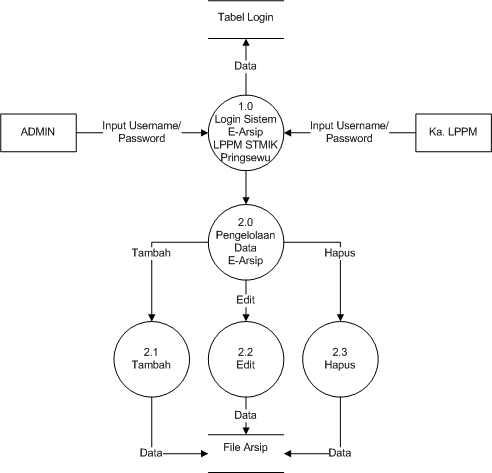 Tabel Login
Data
1.0
Login Sistem
E-Arsip
LPPM STMIK
Pringsewu
ADMIN
Input Username/
Password
Input Username/
Password
Ka. LPPM
2.0
Pengelolaan
Data
E-Arsip
Tambah
Hapus
Edit
2.1
Tambah
2.2
Edit
2.3
Hapus
Data
Data
Data
File Arsip